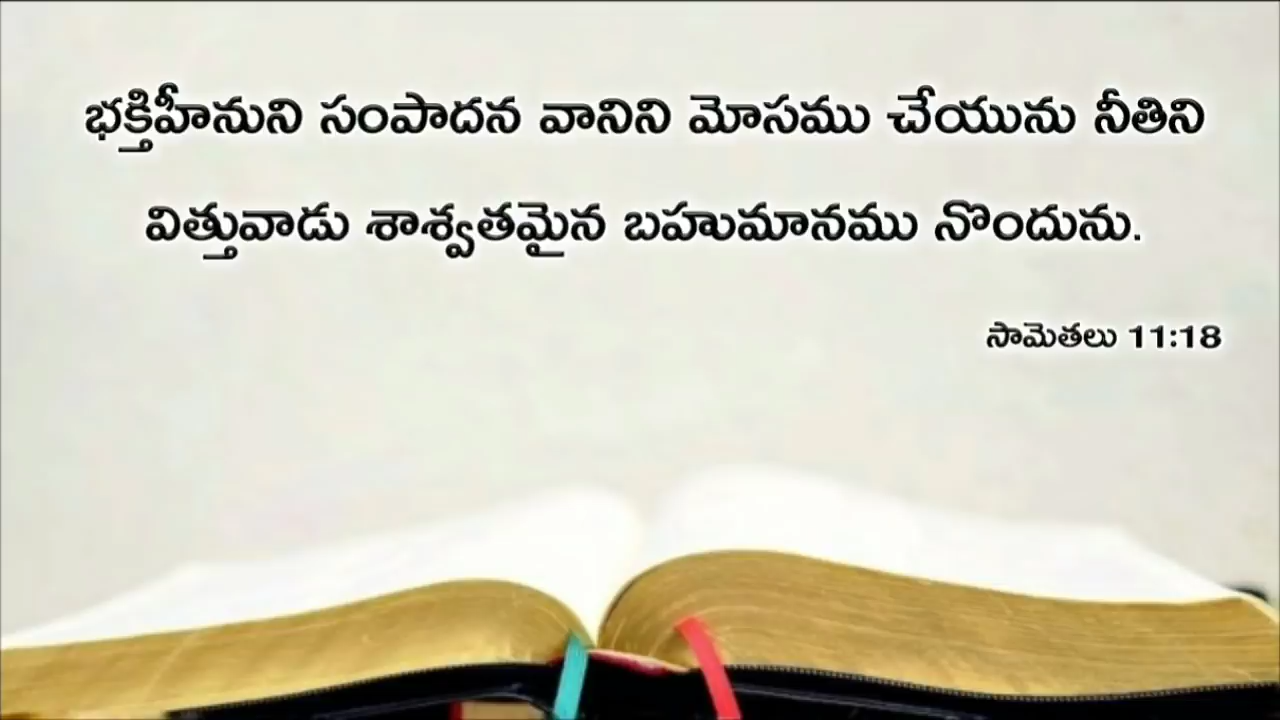 భక్తిహీనుని సంపాదన వానిని మోసము చేయును నీతిని
విత్తువాడు శాశ్వతమైన బహుమానము నొందును.
సామెతలు 11:18